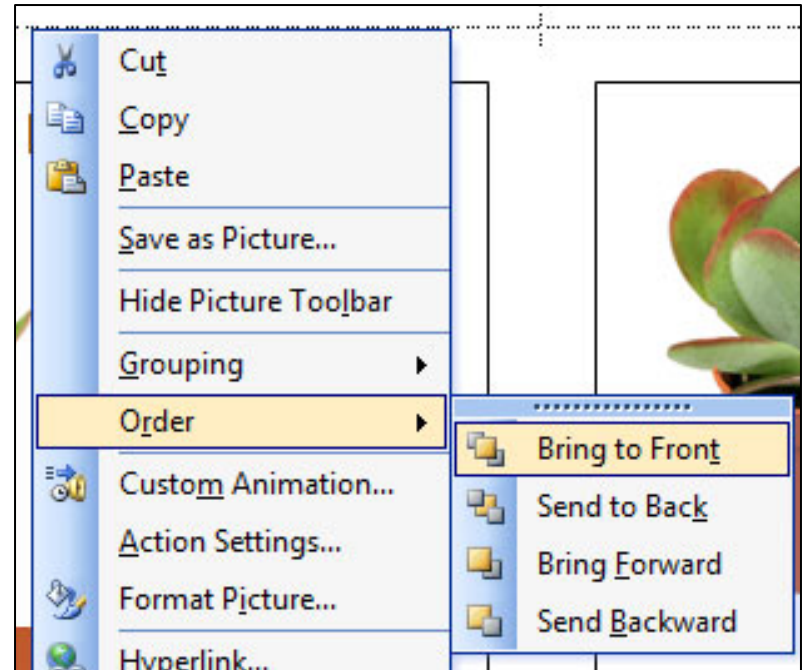 Cut
Copy
Paste
Save as Picture...
Hide Picture Toolbar
Grouping
Order
Bring to Front
Send to Back
Bring Forward
Send Backward
Custom Animation...
Action Settings...
Format Picture...
Hyperlink...